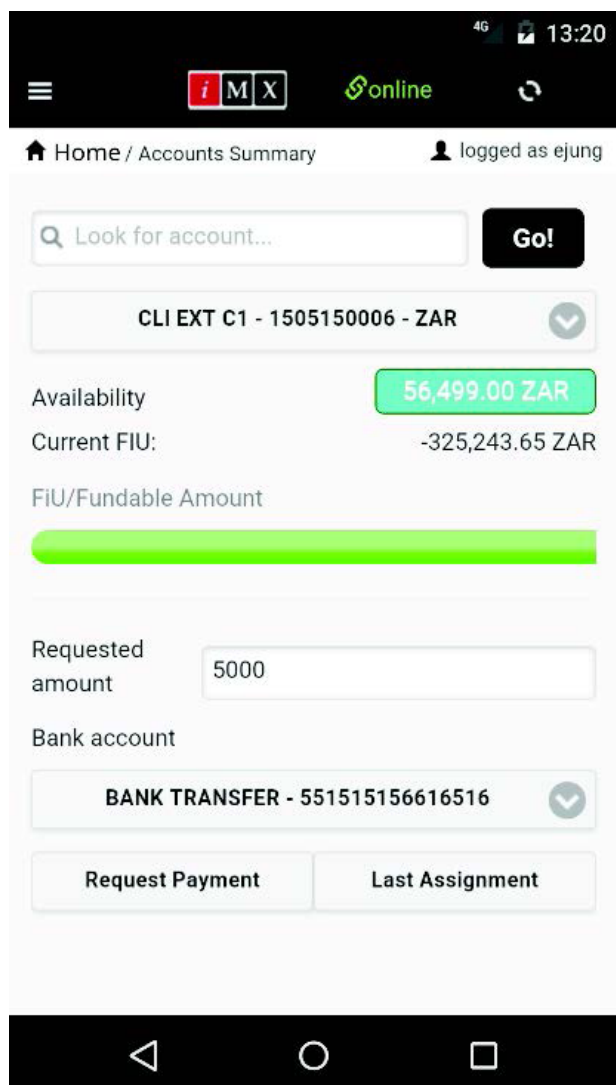 4G 13:20
iMX online
Home / Accounts Summary logged as ejung
Look for account... Go!
CLI EXT C1 - 1505150006 - ZAR
Availability 56,499.00 ZAR
Current FIU: -325,243.65 ZAR
FiU/Fundable Amount
Requested
amount 5000
Bank account
BANK TRANSFER - 551515156616516
Request Payment Last Assignment